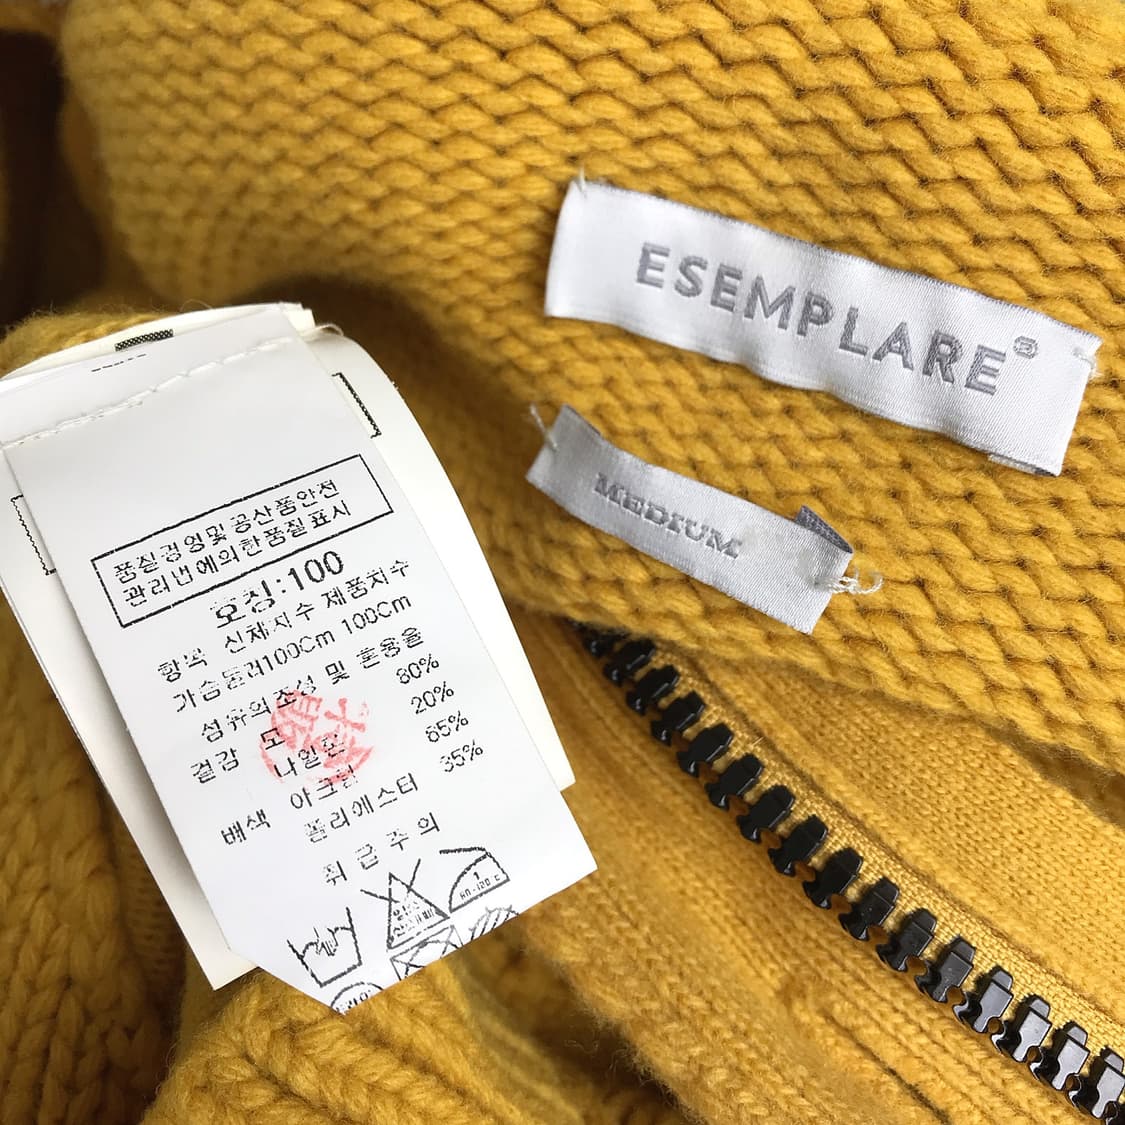 ESEMPLARE®
MEDIUM
품질경영및공산품안전
관리법에의한품질표시
호칭:100
항목 신체치수 제품치수
가슴둘레100Cm 100Cm
섬유의조성 및 혼용율
겉감 모 80%
나일론 20%
배색 아크릴 65%
폴리에스터 35%
취급주의